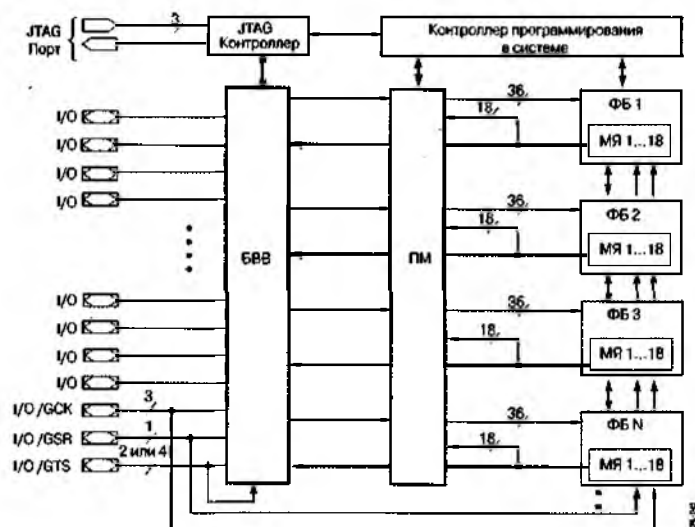 JTAG
Порт
3
JTAG
Контроллер
Контроллер программирования
в системе
I/O
I/O
I/O
I/O
I/O
I/O
I/O
I/O
I/O/GCK
3
I/O/GSR
1
I/O/GTS
2 или 4
БВВ
ПМ
36
18
ФБ 1
МЯ 1...18
36
18
ФБ 2
МЯ 1...18
36
18
ФБ 3
МЯ 1...18
36
18
ФБ N
МЯ 1...18